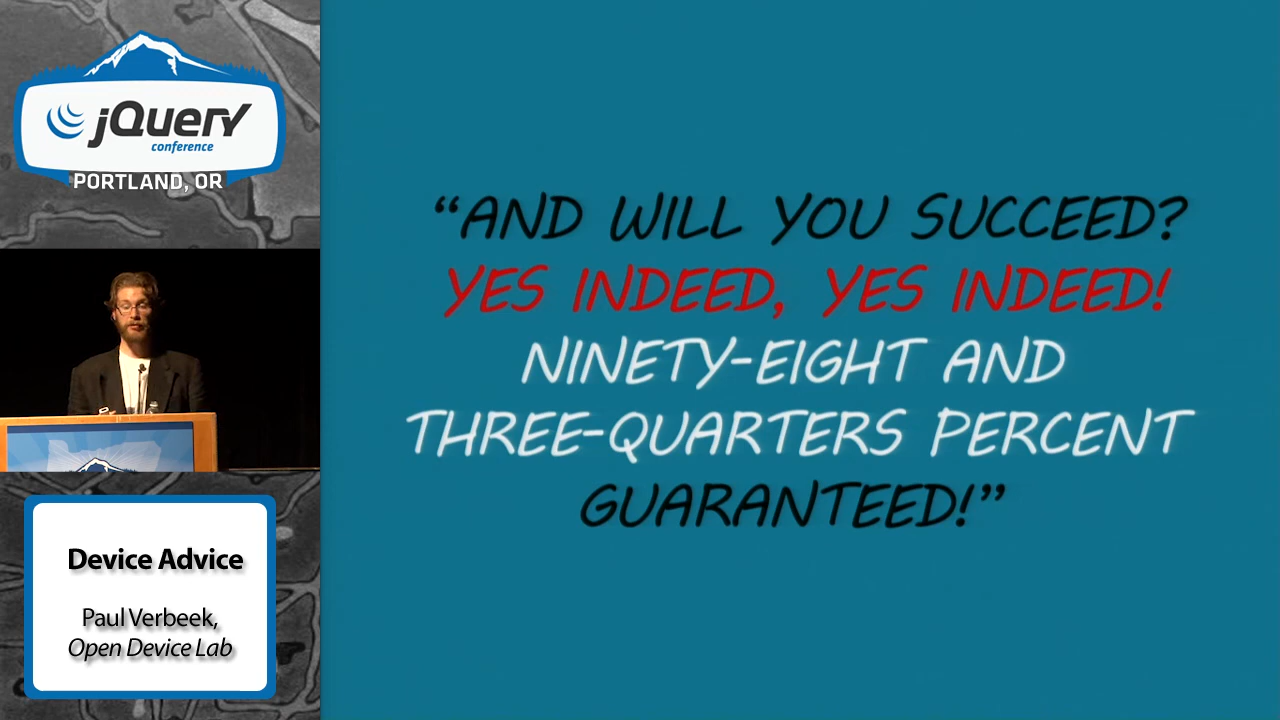 jQuery
conference
PORTLAND, OR
“AND WILL YOU SUCCEED?
YES INDEED, YES INDEED!
NINETY-EIGHT AND
THREE-QUARTERS PERCENT
GUARANTEED!”
Device Advice
Paul Verbeek,
Open Device Lab